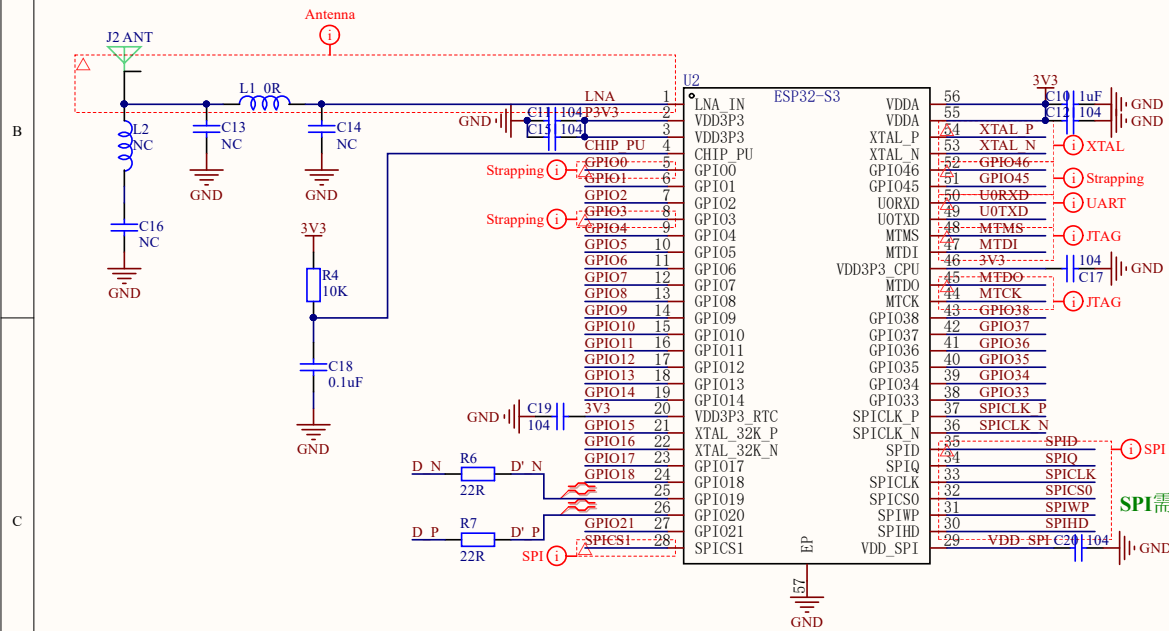 Antenna
J2 ANT
L1 0R
L2
NC
C13
NC
C14
NC
C16
NC
GND
GND
GND
B
C
3V3
R4
10K
C18
0.1uF
GND
GND
C11 104
C15 104
P3V3
U2
ESP32-S3
LNA 1 LNA_IN
2 VDD3P3
3 VDD3P3
CHIP_PU 4 CHIP_PU
Strapping GPIO0 5 GPIO0
GPIO1 6 GPIO1
GPIO2 7 GPIO2
Strapping GPIO3 8 GPIO3
GPIO4 9 GPIO4
GPIO5 10 GPIO5
GPIO6 11 GPIO6
GPIO7 12 GPIO7
GPIO8 13 GPIO8
GPIO9 14 GPIO9
GPIO10 15 GPIO10
GPIO11 16 GPIO11
GPIO12 17 GPIO12
GPIO13 18 GPIO13
GPIO14 19 GPIO14
GND C19 104 3V3 20 VDD3P3_RTC
GPIO15 21 XTAL_32K_P
GPIO16 22 XTAL_32K_N
GPIO17 23 GPIO17
GPIO18 24 GPIO18
D_N R6 22R D'_N 25 GPIO19
26 GPIO20
D_P R7 22R D'_P
GPIO21 27 GPIO21
SPI SPICS1 28 SPICS1
EP
57
GND
3V3
VDDA 56 C10 1uF GND
VDDA 55 C12 104 GND
XTAL_P 54 XTAL_P
XTAL_N 53 XTAL_N XTAL
GPIO46 52 GPIO46
GPIO45 51 GPIO45 Strapping
U0RXD 50 U0RXD UART
U0TXD 49 U0TXD
MTMS 48 MTMS JTAG
MTDI 47 MTDI
VDD3P3_CPU 46 3V3 104 C17 GND
MTDO 45 MTDO
MTCK 44 MTCK JTAG
GPIO38 43 GPIO38
GPIO37 42 GPIO37
GPIO36 41 GPIO36
GPIO35 40 GPIO35
GPIO34 39 GPIO34
GPIO33 38 GPIO33
SPICLK_P 37 SPICLK_P
SPICLK_N 36 SPICLK_N
SPID 35 SPID SPI
SPIQ 34 SPIQ
SPICLK 33 SPICLK
SPICS0 32 SPICS0
SPIWP 31 SPIWP
SPIHD 30 SPIHD
VDD_SPI 29 VDD_SPI C20 104 GND
SPI需